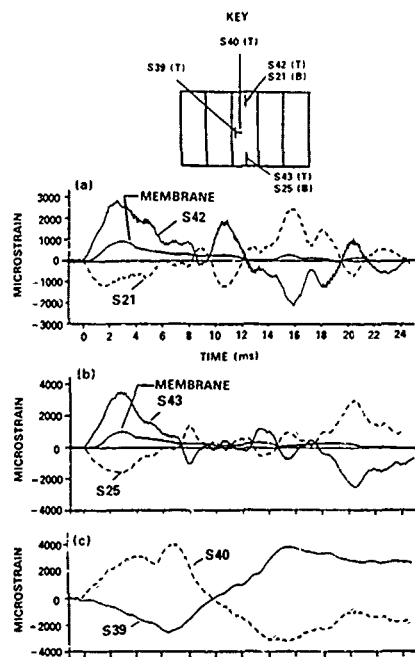 KEY
S40 (T)
S39 (T)
S42 (T)
S21 (B)
S43 (T)
S25 (B)
(a)
MEMBRANE
S42
S21
3000
2000
1000
0
-1000
-2000
-3000
MICROSTRAIN
0 2 4 6 8 10 12 14 16 18 20 22 24
TIME (ms)
(b)
MEMBRANE
S43
S25
4000
2000
0
-2000
-4000
MICROSTRAIN
(c)
S40
S39
4000
2000
0
-2000
-4000
MICROSTRAIN